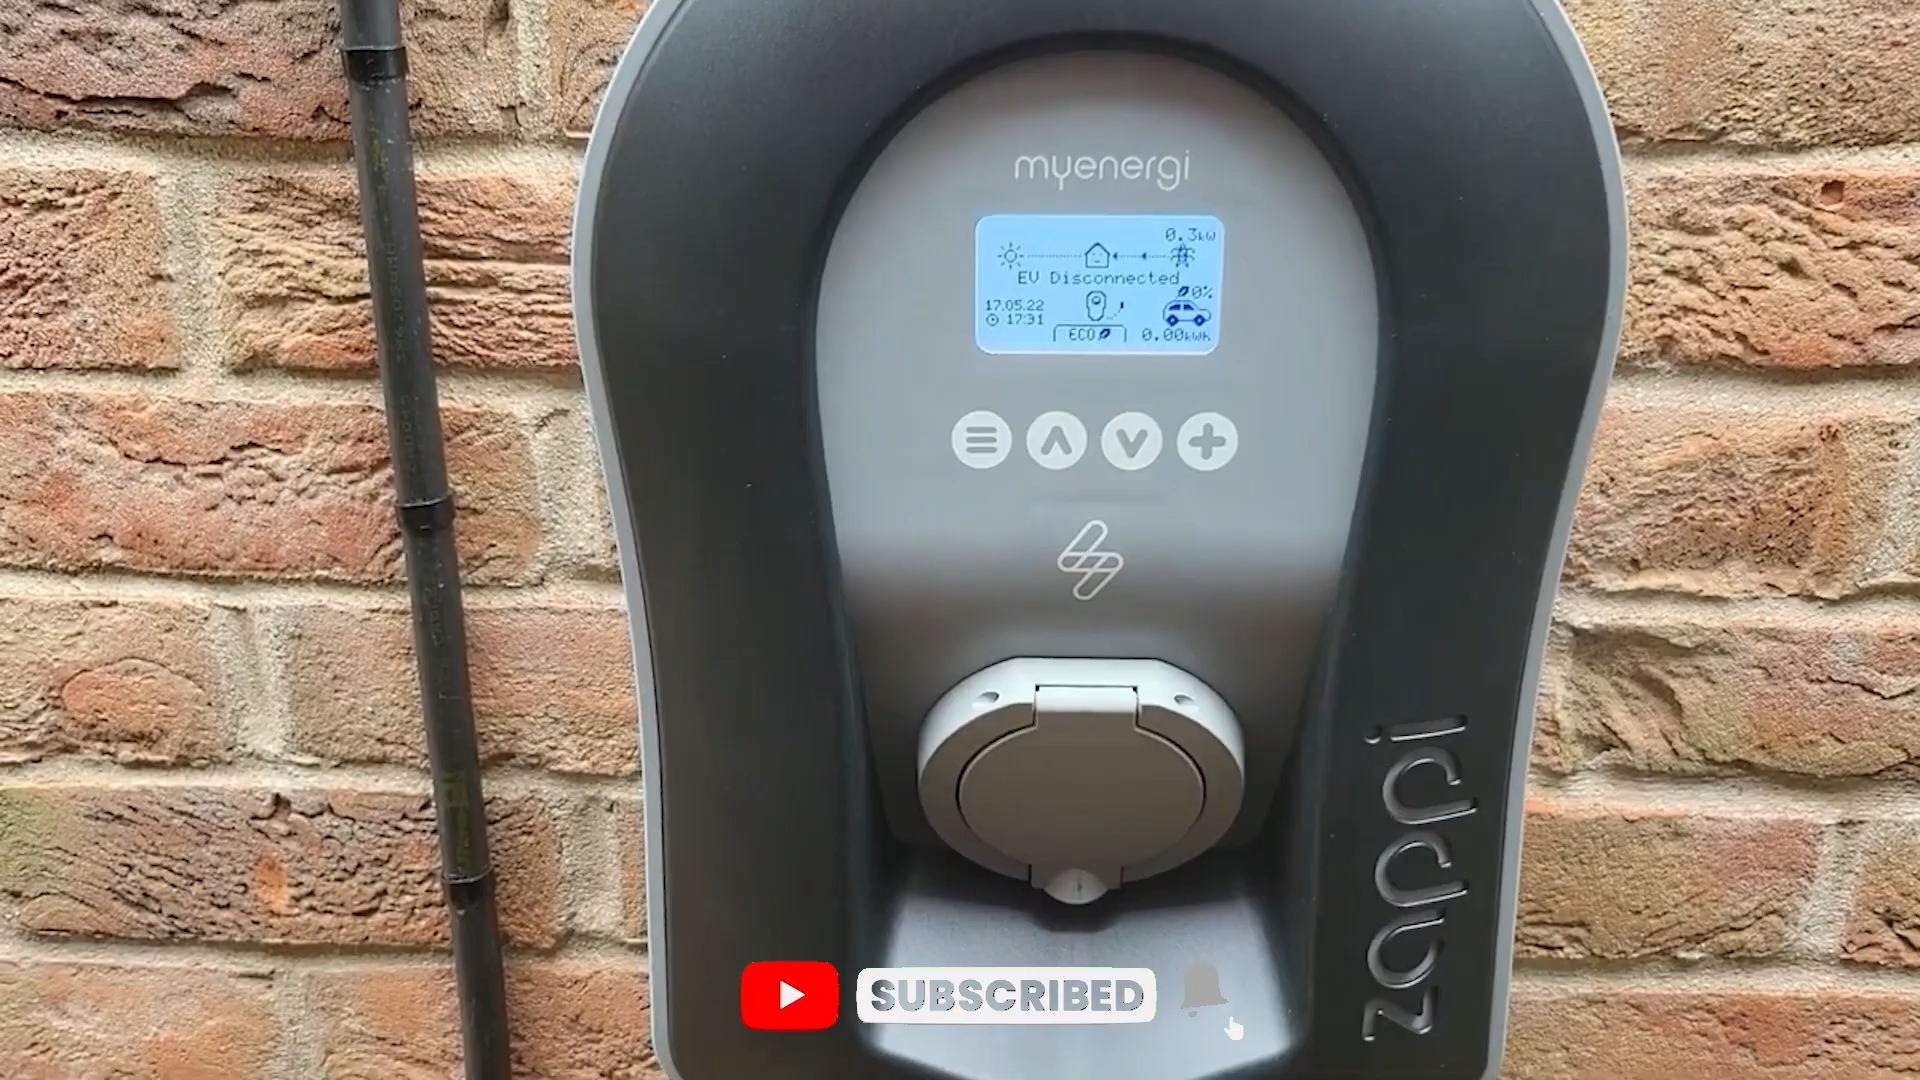 myenergi
0.3kW
EV Disconnected
0%
17.05.22
17:31
ECO
0.00kWh
zappi
SUBSCRIBED